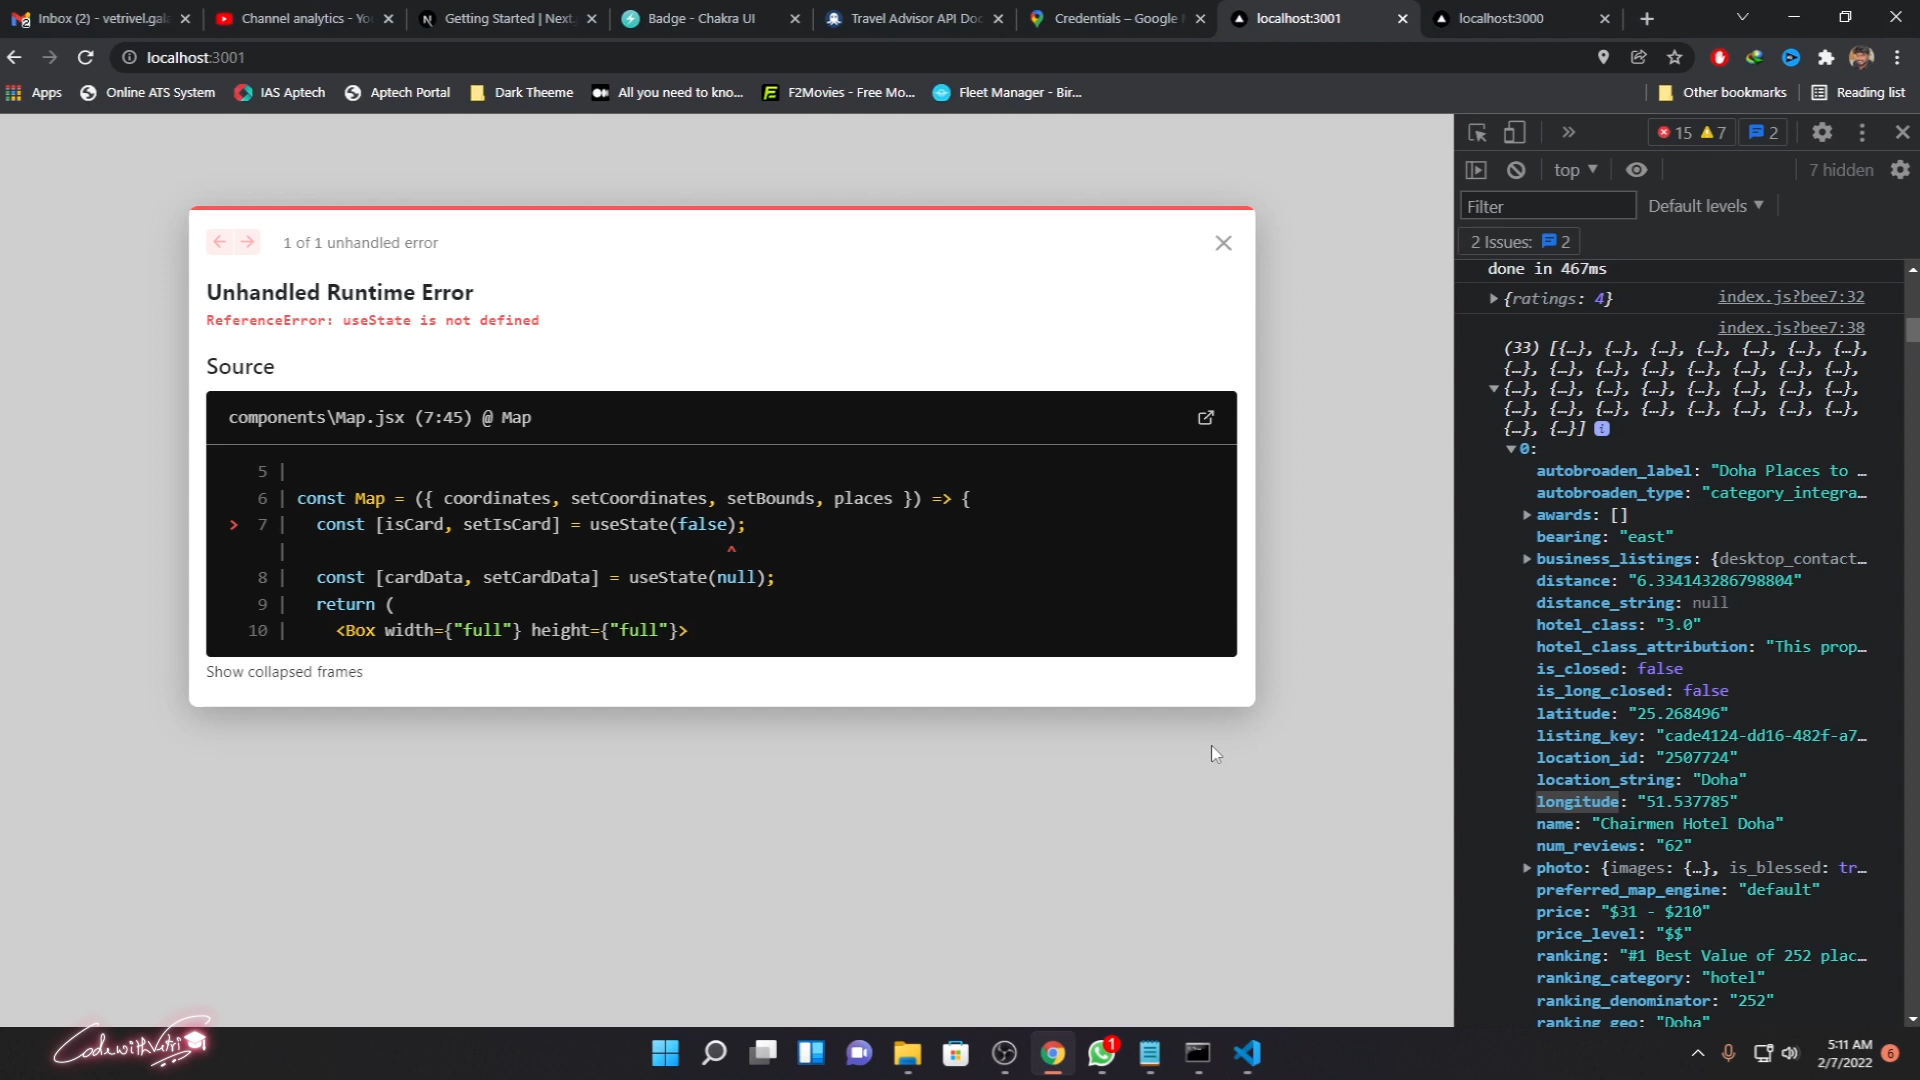 Inbox (2) - vetrivel.gala
Channel analytics - Yo
Getting Started | Next.
Badge - Chakra UI
Travel Advisor API Doc
Credentials – Google
localhost:3001
localhost:3000
localhost:3001
Apps
Online ATS System
IAS Aptech
Aptech Portal
Dark Theeme
All you need to kno...
F2Movies - Free Mo...
Fleet Manager - Bir...
Other bookmarks
Reading list
15 7 2
top
7 hidden
Filter
Default levels
2 Issues: 2
done in 467ms
{ratings: 4} index.js?bee7:32
index.js?bee7:38
(33) [{…}, {…}, {…}, {…}, {…}, {…}, {…},
{…}, {…}, {…}, {…}, {…}, {…}, {…}, {…},
{…}, {…}, {…}, {…}, {…}, {…}, {…}, {…},
{…}, {…}, {…}, {…}, {…}, {…}, {…}, {…},
{…}, {…}]
0:
autobroaden_label: "Doha Places to …
autobroaden_type: "category_integra…
awards: []
bearing: "east"
business_listings: {desktop_contact…
distance: "6.334143286798804"
distance_string: null
hotel_class: "3.0"
hotel_class_attribution: "This prop…
is_closed: false
is_long_closed: false
latitude: "25.268496"
listing_key: "cade4124-dd16-482f-a7…
location_id: "2507724"
location_string: "Doha"
longitude: "51.537785"
name: "Chairmen Hotel Doha"
num_reviews: "62"
photo: {images: {…}, is_blessed: tr…
preferred_map_engine: "default"
price: "$31 - $210"
price_level: "$$"
ranking: "#1 Best Value of 252 plac…
ranking_category: "hotel"
ranking_denominator: "252"
ranking_geo: "Doha"
1 of 1 unhandled error
Unhandled Runtime Error
ReferenceError: useState is not defined
Source
components\Map.jsx (7:45) @ Map
5 |
6 | const Map = ({ coordinates, setCoordinates, setBounds, places }) => {
> 7 | const [isCard, setIsCard] = useState(false);
| ^
8 | const [cardData, setCardData] = useState(null);
9 | return (
10 | <Box width={"full"} height={"full"}>
Show collapsed frames
CodewithVetri
1
5:11 AM
2/7/2022
6